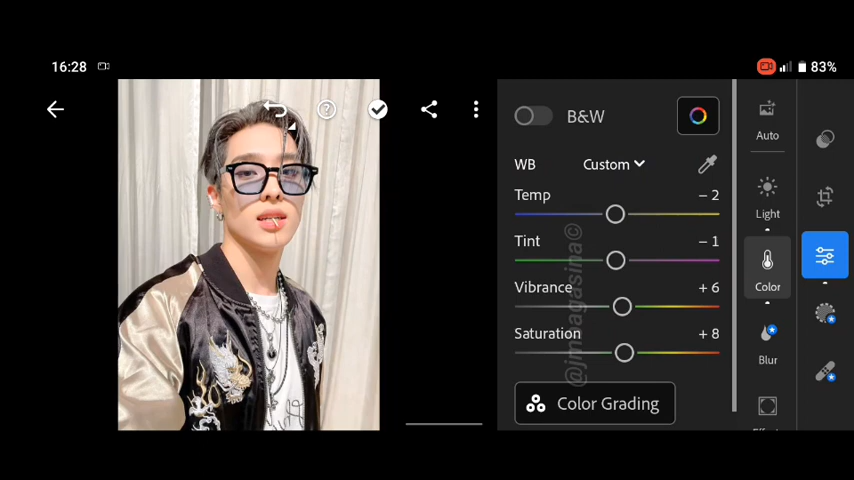 16:28
83%
B&W
Auto
WB
Custom
Temp
– 2
Light
Tint
– 1
Color
Vibrance
+ 6
Saturation
+ 8
Blur
Color Grading
@jmmagasina©